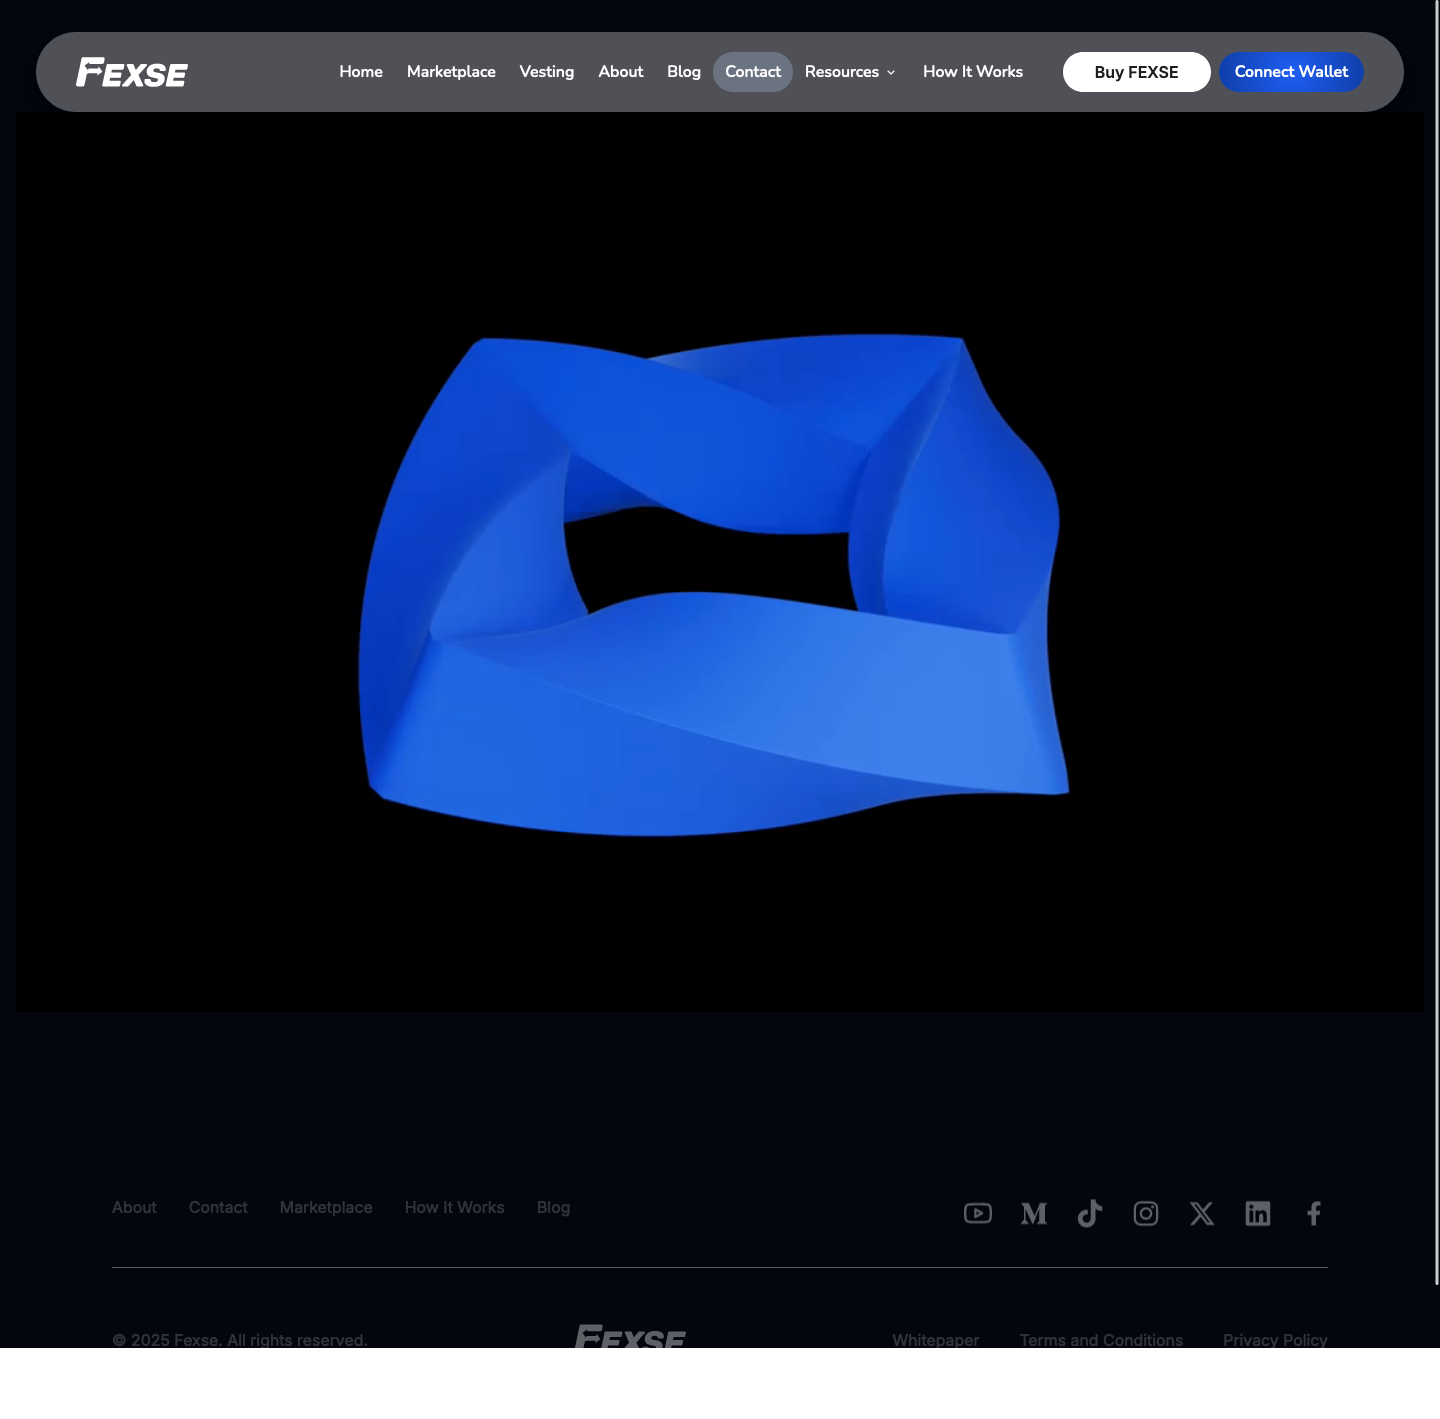 FEXSE Home Marketplace Vesting About Blog Contact Resources How It Works Buy FEXSE Connect Wallet
About Contact Marketplace How It Works Blog
© 2025 Fexse. All rights reserved. FEXSE Whitepaper Terms and Conditions Privacy Policy